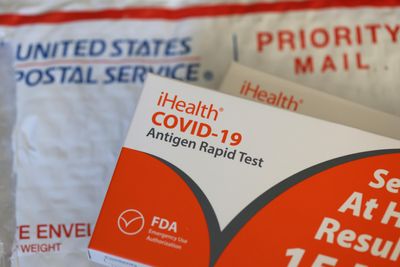 UNITED STATES
POSTAL SERVICE®
PRIORITY
MAIL
iHealth®
iHealth®
COVID-19
Antigen Rapid Test
FDA
Emergency Use
Authorization
At H
Resul
E ENVEL
WEIGHT